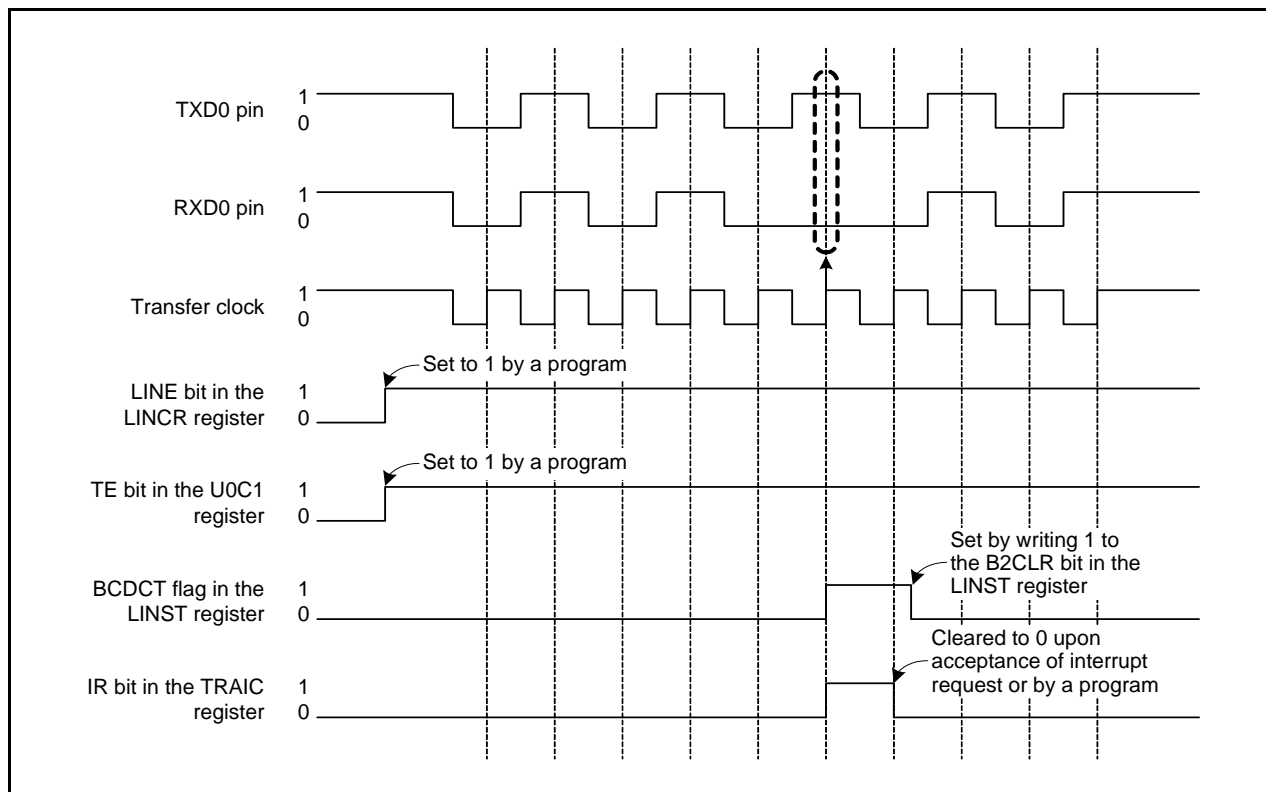 TXD0 pin
1
0
RXD0 pin
1
0
Transfer clock
1
0
Set to 1 by a program
LINE bit in the
LINCR register
1
0
Set to 1 by a program
TE bit in the U0C1
register
1
0
Set by writing 1 to
the B2CLR bit in the
LINST register
BCDCT flag in the
LINST register
1
0
Cleared to 0 upon
acceptance of interrupt
request or by a program
IR bit in the TRAIC
register
1
0